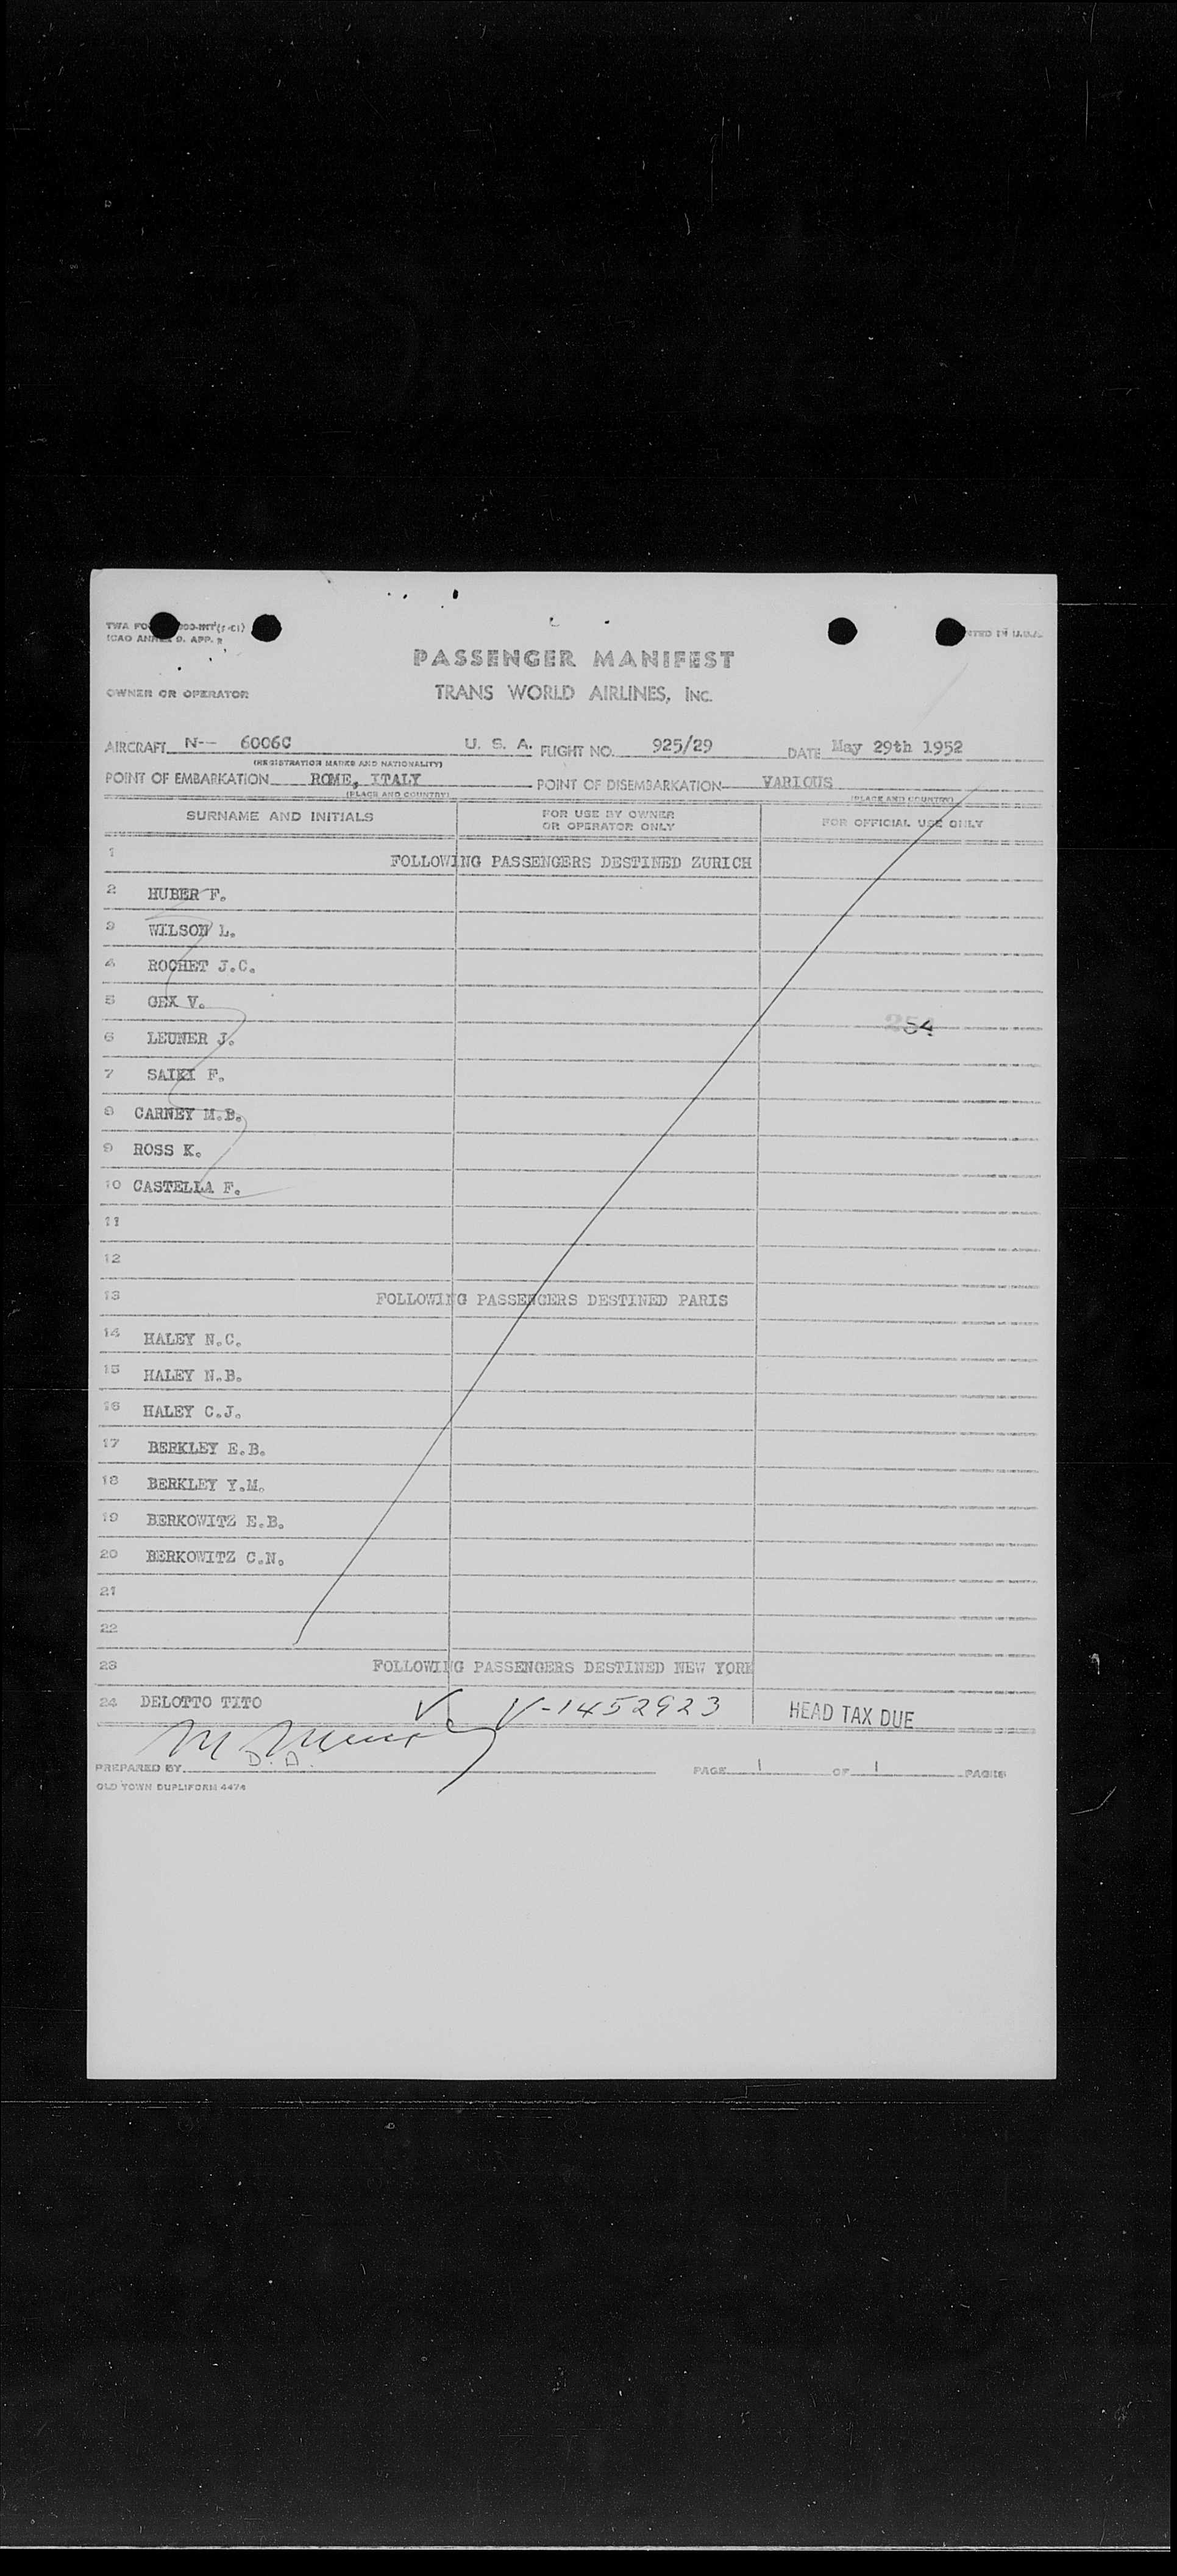 ICAO ANNEX 9. APP. 2
PASSENGER MANIFEST
OWNER OR OPERATOR TRANS WORLD AIRLINES, INC.
AIRCRAFT N-- 6006C U. S. A. FLIGHT NO. 925/29 DATE May 29th 1952
(REGISTRATION MARKS AND NATIONALITY)
POINT OF EMBARKATION ROME, ITALY POINT OF DISEMBARKATION VARIOUS
(PLACE AND COUNTRY) (PLACE AND COUNTRY)
SURNAME AND INITIALS FOR USE BY OWNER OR OPERATOR ONLY FOR OFFICIAL USE ONLY
1 FOLLOWING PASSENGERS DESTINED ZURICH
2 HUBER F.
3 WILSON L.
4 ROCHET J.C.
5 GEX V.
254
6 LEUNER J.
7 SAIKI F.
8 CARNEY M.B.
9 ROSS K.
10 CASTELLA F.
11
12
13 FOLLOWING PASSENGERS DESTINED PARIS
14 HALEY N.C.
15 HALEY N.B.
16 HALEY C.J.
17 BERKLEY E.B.
18 BERKLEY Y.M.
19 BERKOWITZ E.B.
20 BERKOWITZ C.N.
21
22
23 FOLLOWING PASSENGERS DESTINED NEW YORK
24 DELOTTO TITO V-1452923 HEAD TAX DUE
D.A.
PREPARED BY PAGE 1 OF 1 PAGES
OLD TOWN DUPLIFORM 4474